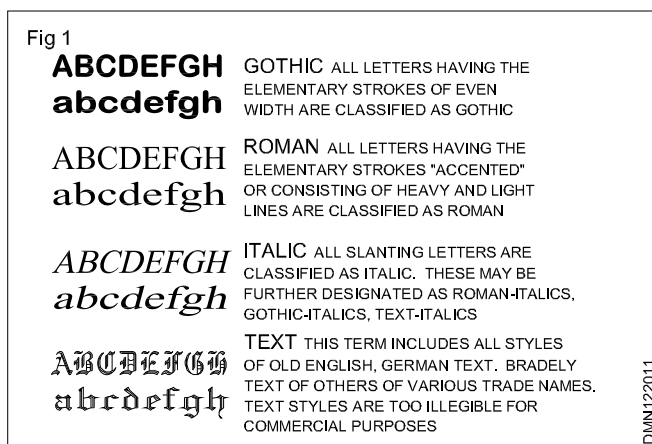 Fig 1
ABCDEFGH
abcdefgh
GOTHIC ALL LETTERS HAVING THE
ELEMENTARY STROKES OF EVEN
WIDTH ARE CLASSIFIED AS GOTHIC
ABCDEFGH
abcdefgh
ROMAN ALL LETTERS HAVING THE
ELEMENTARY STROKES "ACCENTED"
OR CONSISTING OF HEAVY AND LIGHT
LINES ARE CLASSIFIED AS ROMAN
ABCDEFGH
abcdefgh
ITALIC ALL SLANTING LETTERS ARE
CLASSIFIED AS ITALIC. THESE MAY BE
FURTHER DESIGNATED AS ROMAN-ITALICS,
GOTHIC-ITALICS, TEXT-ITALICS
ABCDEFGH
abcdefgh
TEXT THIS TERM INCLUDES ALL STYLES
OF OLD ENGLISH, GERMAN TEXT. BRADELY
TEXT OF OTHERS OF VARIOUS TRADE NAMES.
TEXT STYLES ARE TOO ILLEGIBLE FOR
COMMERCIAL PURPOSES
DMN122011